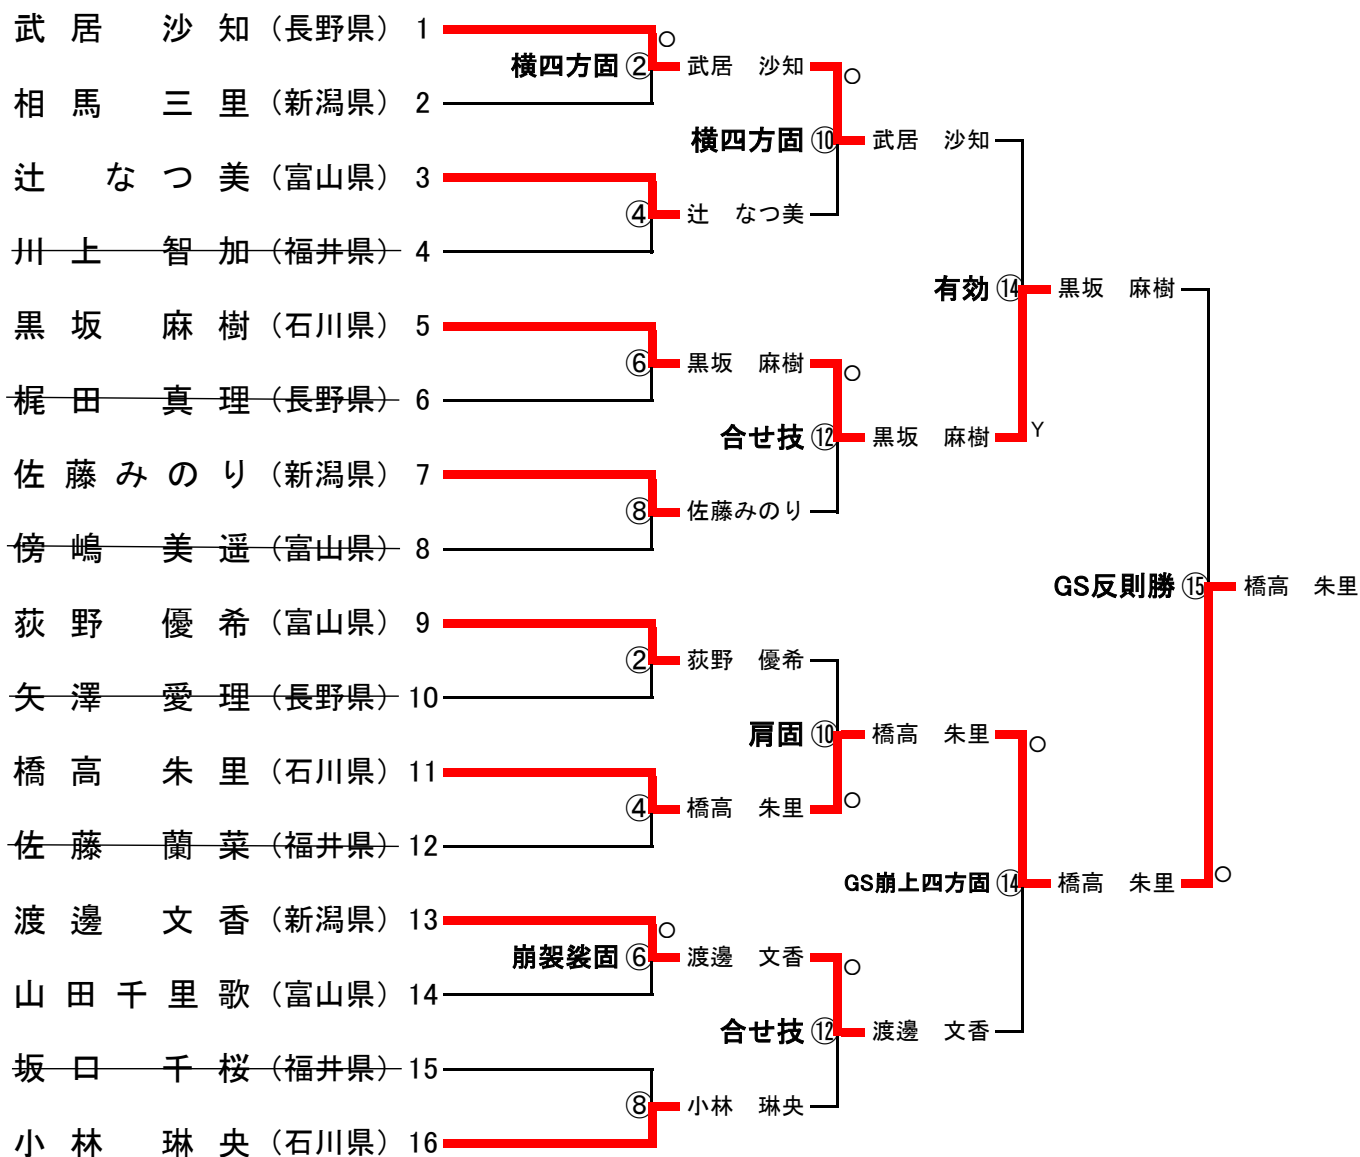 武居　沙知（長野県） 1
○
横四方固 ② 武居　沙知
○
相馬　三里（新潟県） 2
横四方固 ⑩ 武居　沙知
辻　なつ美（富山県） 3
④ 辻　なつ美
川上　智加（福井県） 4
有効 ⑭ 黒坂　麻樹
黒坂　麻樹（石川県） 5
⑥ 黒坂　麻樹
○
梶田　真理（長野県） 6
合せ技 ⑫ 黒坂　麻樹
Y
佐藤みのり（新潟県） 7
⑧ 佐藤みのり
傍嶋　美遥（富山県） 8
GS反則勝 ⑮ 橋高　朱里
荻野　優希（富山県） 9
② 荻野　優希
矢澤　愛理（長野県） 10
肩固 ⑩ 橋高　朱里
○
橋高　朱里（石川県） 11
④ 橋高　朱里
○
佐藤　蘭菜（福井県） 12
GS崩上四方固 ⑭ 橋高　朱里
○
渡邊　文香（新潟県） 13
○
崩袈裟固 ⑥ 渡邊　文香
○
山田千里歌（富山県） 14
合せ技 ⑫ 渡邊　文香
坂口　千桜（福井県） 15
⑧ 小林　琳央
小林　琳央（石川県） 16